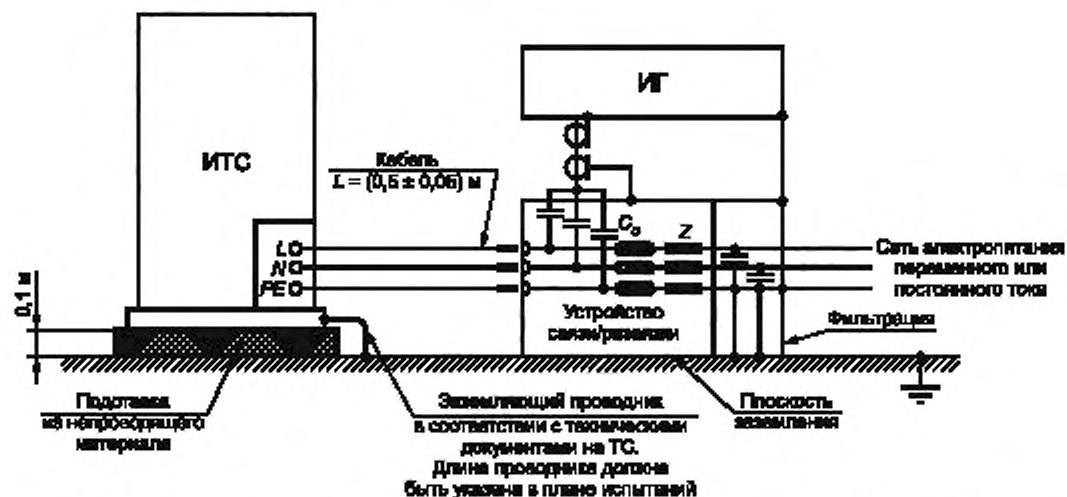 ИГ
ИТС
Кабель
L = (0,5 ± 0,05) м
C
Z
L
N
PE
Сеть электропитания
переменного или
постоянного тока
0,1 м
Устройство
связи/развязки
Фильтрация
Подставка
из непроводящего
материала
Заземляющий проводник
в соответствии с техническими
документами на ТС.
Длина проводника должна
быть указана в плане испытаний
Плоскость
заземления